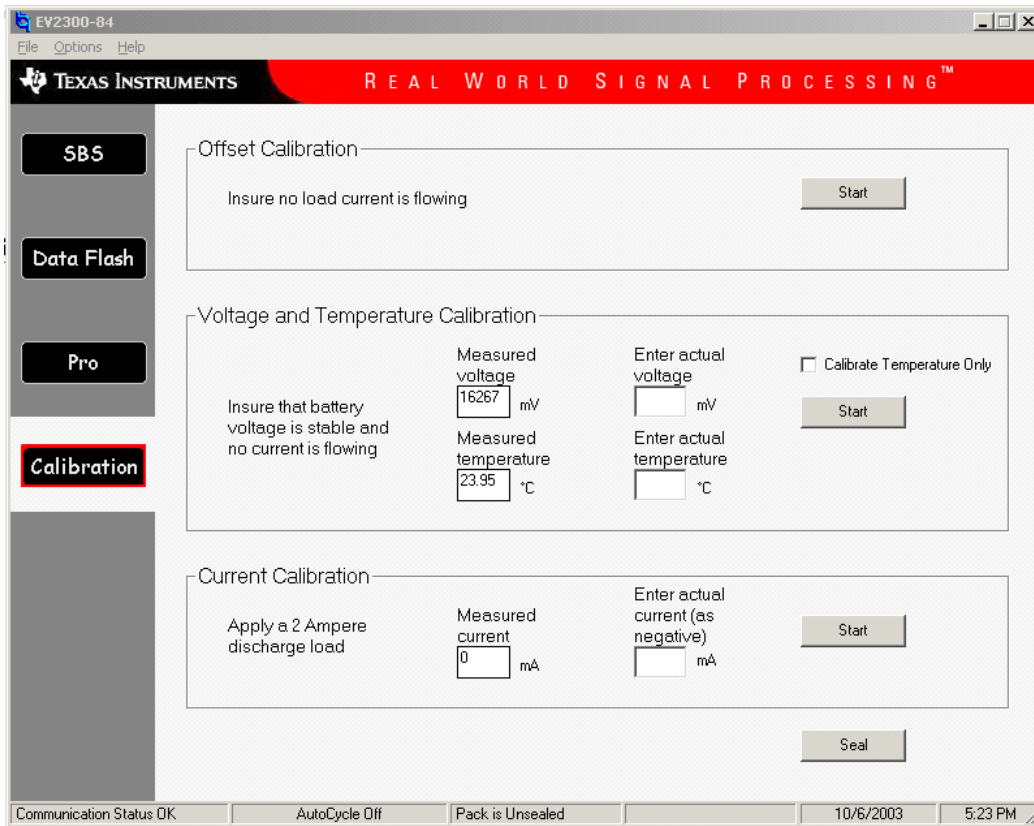 EV2300-84
File Options Help
TEXAS INSTRUMENTS
REAL WORLD SIGNAL PROCESSING™
SBS
Data Flash
Pro
Calibration
Offset Calibration
Insure no load current is flowing
Start
Voltage and Temperature Calibration
Insure that battery
voltage is stable and
no current is flowing
Measured
voltage
16267 mV
Enter actual
voltage
mV
Calibrate Temperature Only
Start
Measured
temperature
23.95 °C
Enter actual
temperature
°C
Current Calibration
Apply a 2 Ampere
discharge load
Measured
current
0 mA
Enter actual
current (as
negative)
mA
Start
Seal
Communication Status OK AutoCycle Off Pack is Unsealed 10/6/2003 5:23 PM